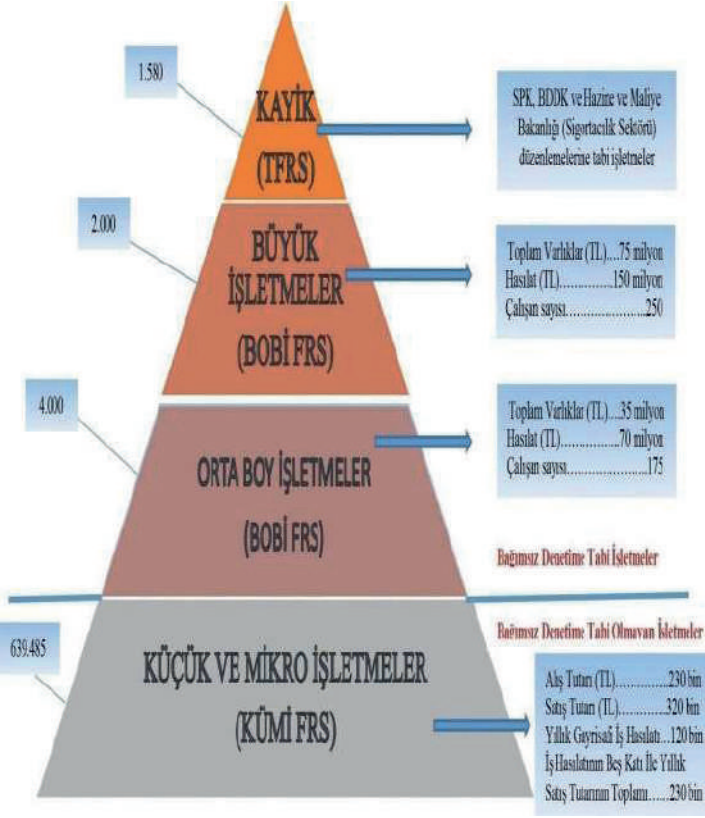 1.580
KAYİK
(TFRS)
SPK, BDDK ve Hazine ve Maliye
Bakanlığı (Sigortacılık Sektörü)
düzenlemelerine tabi işletmeler
2.000
BÜYÜK
İŞLETMELER
(BOBİ FRS)
Toplam Varlıklar (TL)....75 milyon
Hasılat (TL)...............150 milyon
Çalışın sayısı.......................250
4.000
ORTA BOY İŞLETMELER
(BOBİ FRS)
Toplam Varlıklar (TL)....35 milyon
Hasılat (TL)................70 milyon
Çalışın sayısı.......................175
Bağımsız Denetime Tabi İşletmeler
Bağımsız Denetime Tabi Olmavan İşletmeler
639.485
KÜÇÜK VE MİKRO İŞLETMELER
(KÜMİ FRS)
Alış Tutarı (TL)...............230 bin
Satış Tutarı (TL)..............320 bin
Yıllık Gayrisafi İş Hasılatı...120 bin
İş Hasılatının Beş Katı İle Yıllık
Satış Tutarının Toplamı.......230 bin